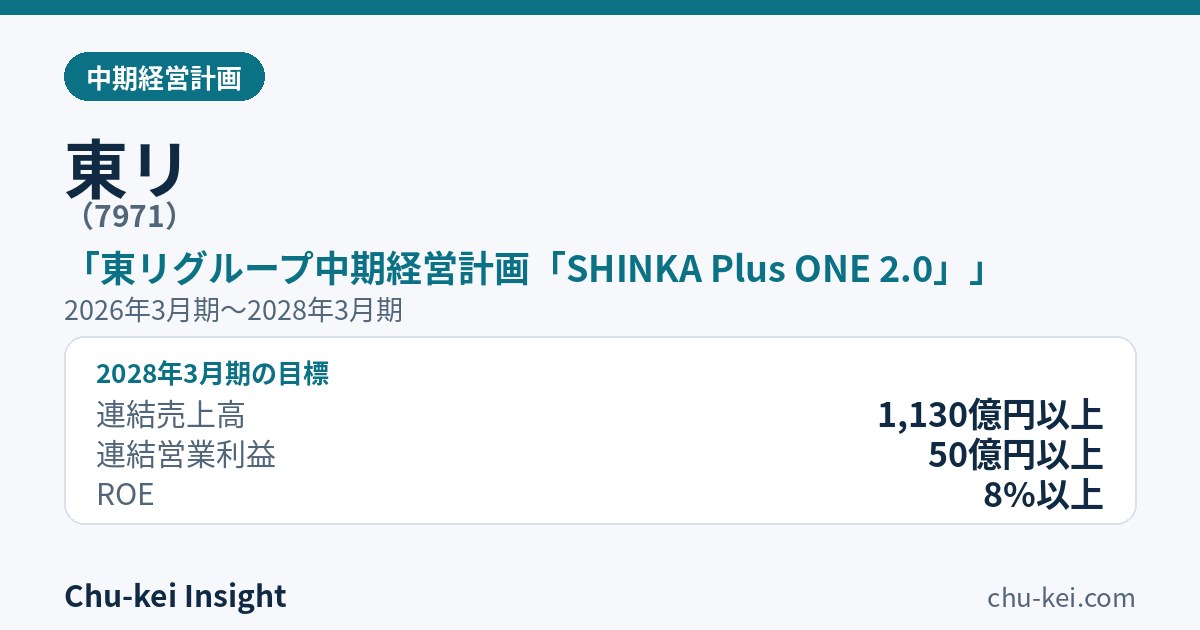 中期経営計画
東リ
（7971）
「東リグループ中期経営計画「SHINKA Plus ONE 2.0」」
2026年3月期～2028年3月期
2028年3月期の目標
連結売上高 1,130億円以上
連結営業利益 50億円以上
ROE 8%以上
Chu-kei Insight chu-kei.com